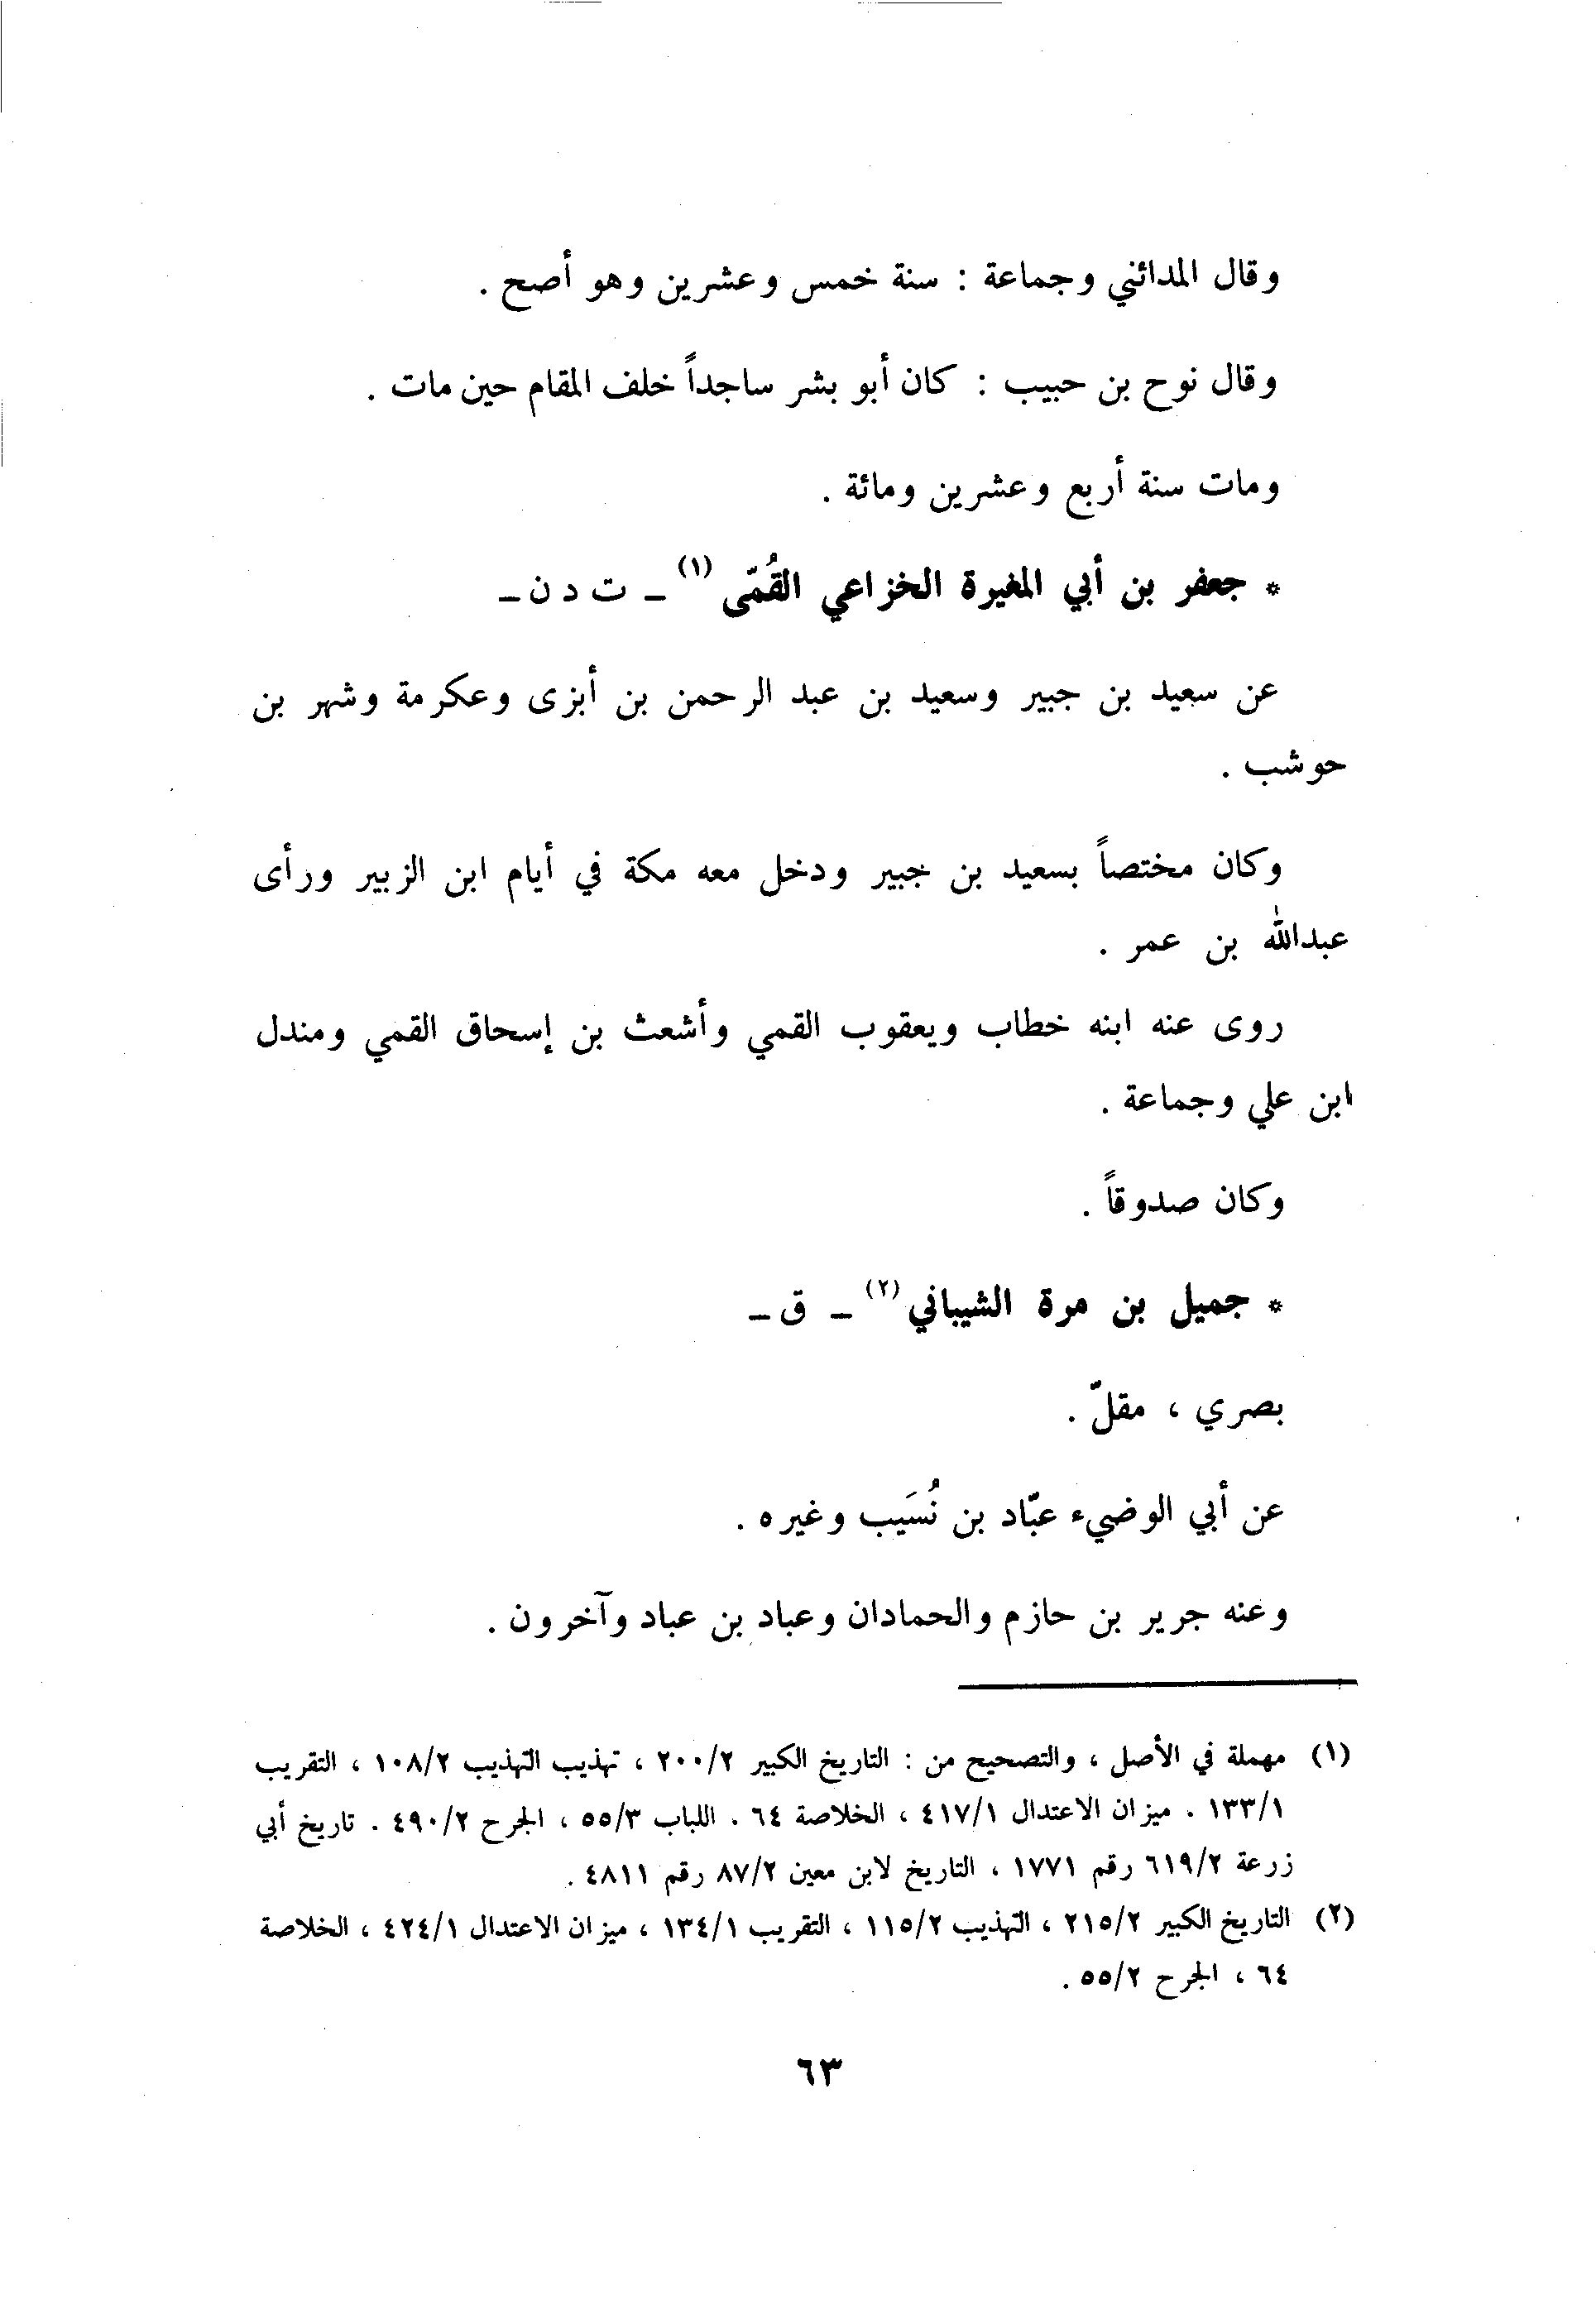 وقال المدائني وجماعة : سنة خمس وعشرين وهو أصح .
وقال نوح بن حبيب : كان أبو بشر ساجداً خلف المقام حين مات .
ومات سنة أربع وعشرين ومائة .
* جعفر بن أبي المغيرة الخزاعي القُمّى (١) ـ ت د ن ـ
عن سعيد بن جبير وسعيد بن عبد الرحمن بن أبزى وعكرمة وشهر بن
حوشب .
وكان مختصاً بسعيد بن جبير ودخل معه مكة في أيام ابن الزبير ورأى
عبدالله بن عمر .
روى عنه ابنه خطاب ويعقوب القمي وأشعث بن إسحاق القمي ومندل
ابن علي وجماعة .
وكان صدوقاً .
* جميل بن مرة الشيباني (٢) ـ ق ـ
بصري ، مقلّ .
عن أبي الوضيء عبّاد بن نُسَيب وغيره .
وعنه جرير بن حازم والحمادان وعباد بن عباد وآخرون .
(١) مهملة في الأصل ، والتصحيح من : التاريخ الكبير ٢٠٠/٢ ، تهذيب التهذيب ١٠٨/٢ ، التقريب
١٣٣/١ . ميزان الاعتدال ٤١٧/١ ، الخلاصة ٦٤ . اللباب ٥٥/٣ ، الجرح ٤٩٠/٢ . تاريخ أبي
زرعة ٦١٩/٢ رقم ١٧٧١ ، التاريخ لابن معين ٨٧/٢ رقم ٤٨١١ .
(٢) التاريخ الكبير ٢١٥/٢ ، التهذيب ١١٥/٢ ، التقريب ١٣٤/١ ، ميزان الاعتدال ٤٢٤/١ ، الخلاصة
٦٤ ، الجرح ٥٥/٢ .
٦٣